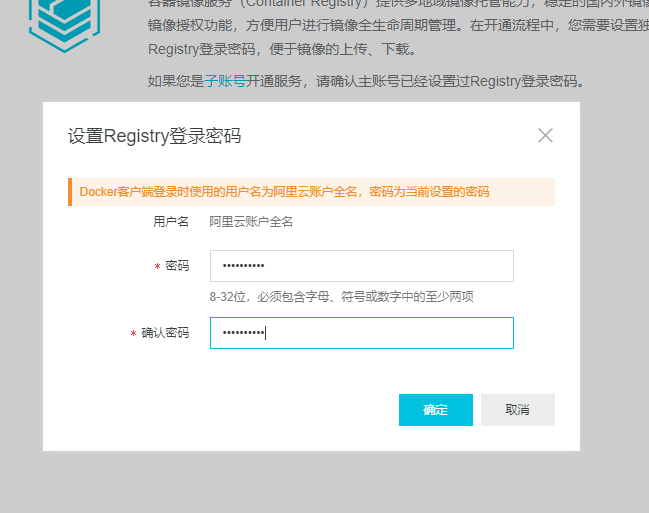 容器镜像服务（Container Registry）提供多地域镜像托管能力，稳定的国内外镜像
镜像授权功能，方便用户进行镜像全生命周期管理。在开通流程中，您需要设置独
Registry登录密码，便于镜像的上传、下载。
如果您是子账号开通服务，请确认主账号已经设置过Registry登录密码。
设置Registry登录密码
Docker客户端登录时使用的用户名为阿里云账户全名，密码为当前设置的密码
用户名 阿里云账户全名
* 密码 ••••••••••
8-32位，必须包含字母、符号或数字中的至少两项
* 确认密码 ••••••••••
确定 取消